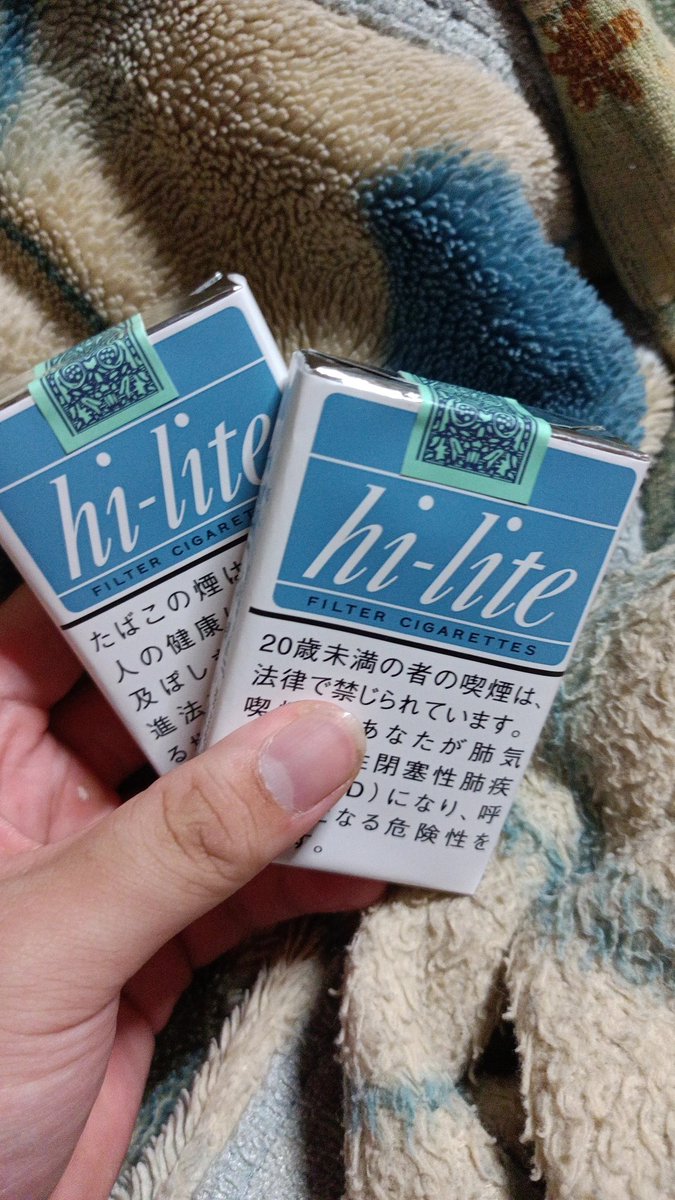 hi-lite
FILTER CIGARETTES
たばこの煙は
人の健康に
及ぼし
進法
hi-lite
FILTER CIGARETTES
20歳未満の者の喫煙は、
法律で禁じられています。
喫
あなたが肺気
閉塞性肺疾
D)になり、呼
なる危険性を
す。